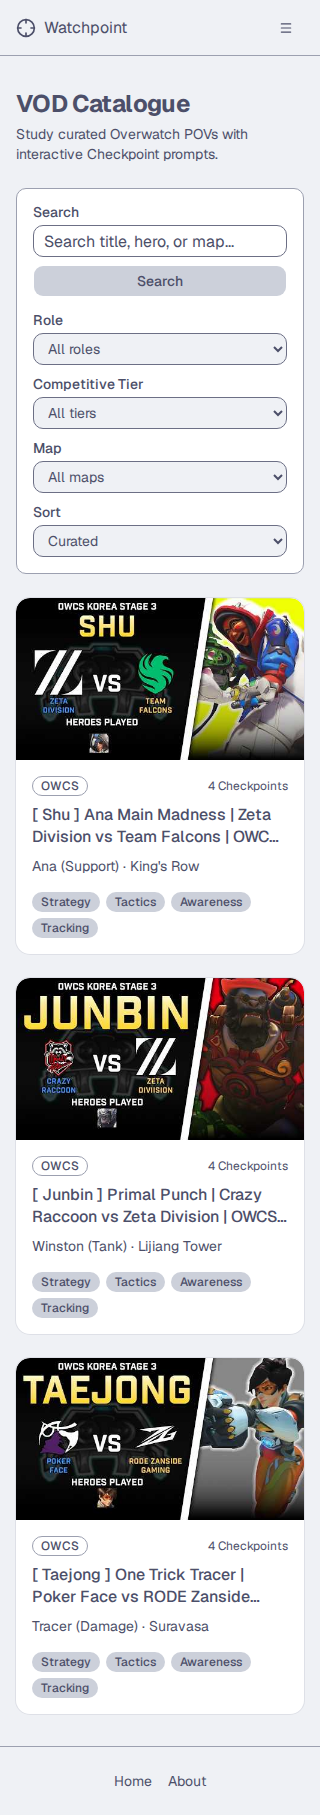 Watchpoint
VOD Catalogue
Study curated Overwatch POVs with
interactive Checkpoint prompts.
Search
Search title, hero, or map...
Search
Role
All roles
Competitive Tier
All tiers
Map
All maps
Sort
Curated
OWCS KOREA STAGE 3
SHU
VS
ZETA
DIVISION
TEAM
FALCONS
HEROES PLAYED
OWCS
4 Checkpoints
[ Shu ] Ana Main Madness | Zeta
Division vs Team Falcons | OWC...
Ana (Support) · King's Row
Strategy
Tactics
Awareness
Tracking
OWCS KOREA STAGE 3
JUNBIN
VS
CRAZY
RACCOON
ZETA
DIVISION
HEROES PLAYED
OWCS
4 Checkpoints
[ Junbin ] Primal Punch | Crazy
Raccoon vs Zeta Division | OWCS...
Winston (Tank) · Lijiang Tower
Strategy
Tactics
Awareness
Tracking
OWCS KOREA STAGE 3
TAEJONG
VS
POKER
FACE
RODE ZANSIDE
GAMING
HEROES PLAYED
OWCS
4 Checkpoints
[ Taejong ] One Trick Tracer |
Poker Face vs RODE Zanside...
Tracer (Damage) · Suravasa
Strategy
Tactics
Awareness
Tracking
Home
About